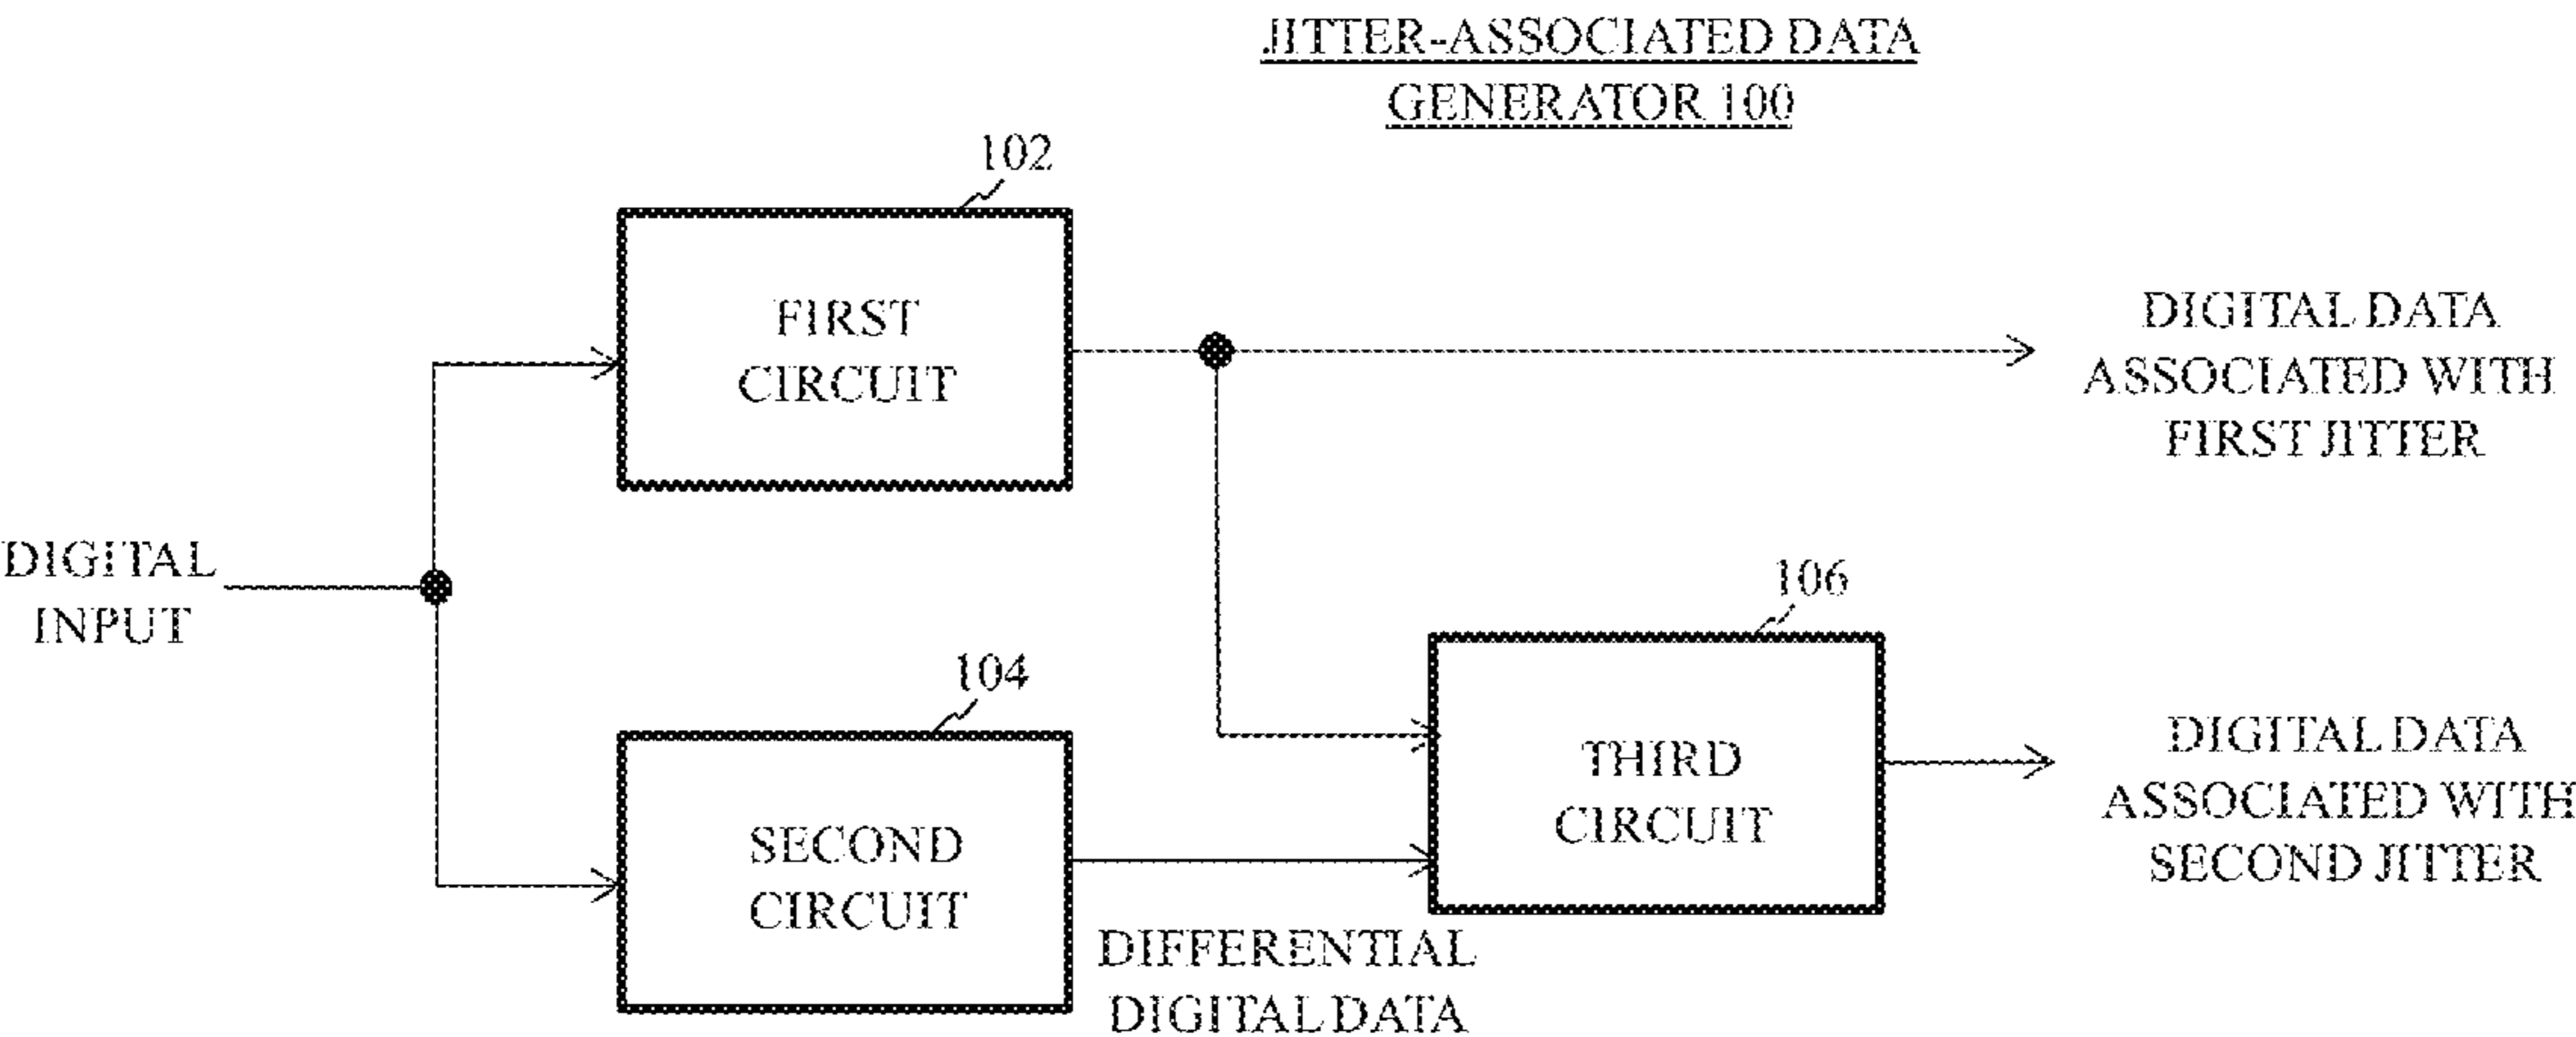 JITTER-ASSOCIATED DATA
GENERATOR 100
102
FIRST
CIRCUIT
DIGITAL DATA
ASSOCIATED WITH
FIRST JITTER
DIGITAL
INPUT
104
SECOND
CIRCUIT
DIFFERENTIAL
DIGITAL DATA
106
THIRD
CIRCUIT
DIGITAL DATA
ASSOCIATED WITH
SECOND JITTER